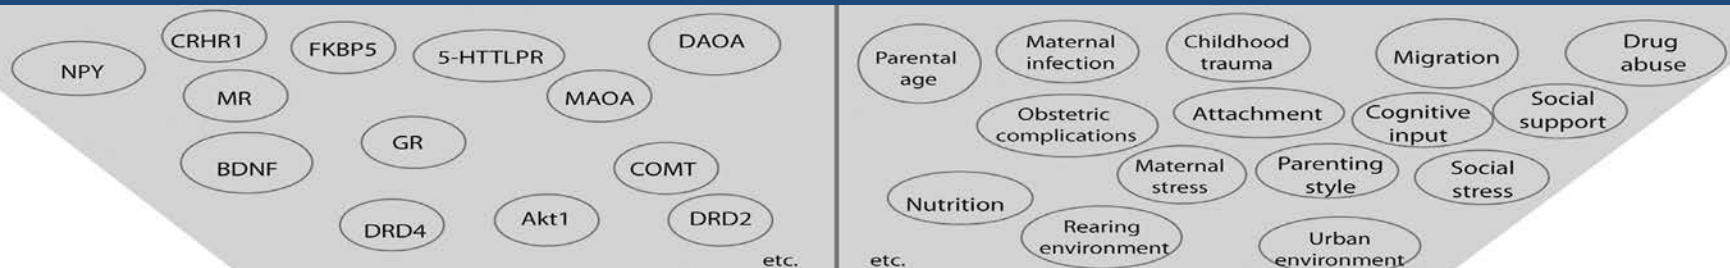 NPY
CRHR1
FKBP5
5-HTTLPR
DAOA
MR
MAOA
GR
BDNF
COMT
DRD4
Akt1
DRD2
etc.
Parental
age
Maternal
infection
Childhood
trauma
Migration
Drug
abuse
Obstetric
complications
Attachment
Cognitive
input
Social
support
Maternal
stress
Parenting
style
Social
stress
Nutrition
Rearing
environment
Urban
environment
etc.